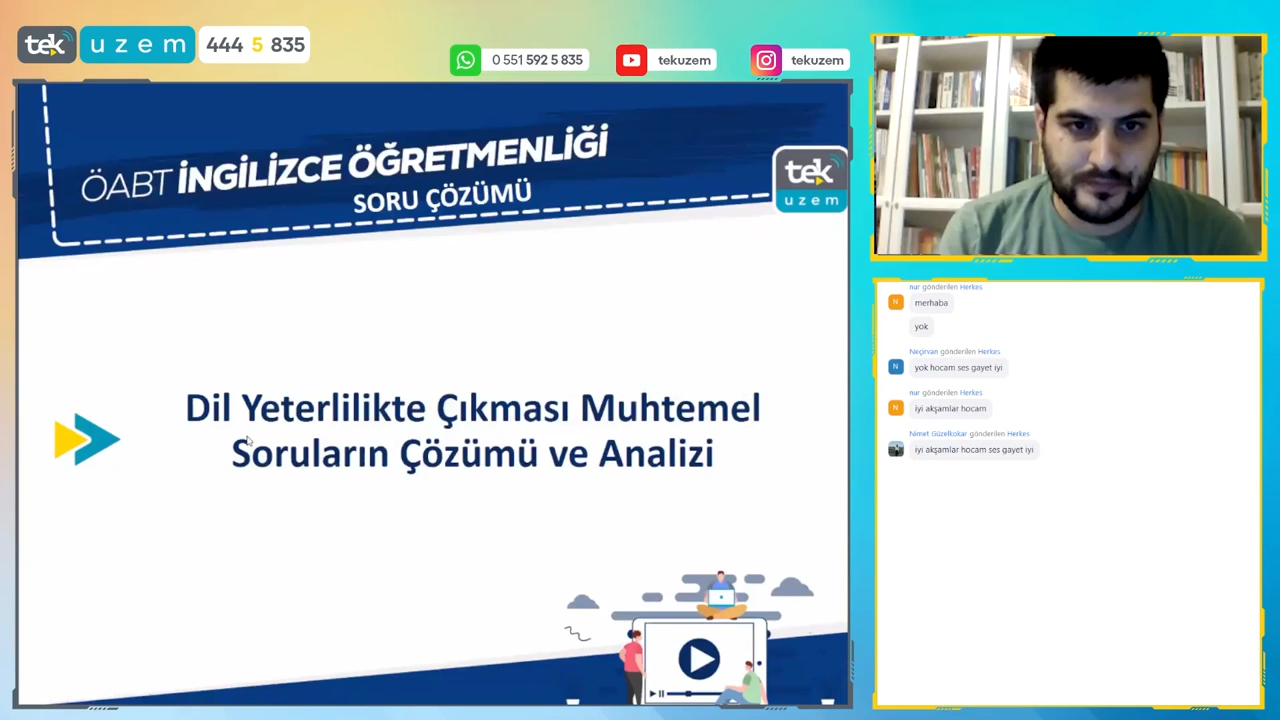 tek
uzem
444 5 835
0 551 592 5 835
tekuzem
tekuzem
ÖABT İNGİLİZCE ÖĞRETMENLİĞİ
SORU ÇÖZÜMÜ
tek
uzem
Dil Yeterlilikte Çıkması Muhtemel
Soruların Çözümü ve Analizi
nur gönderilen Herkes
N
merhaba
yok
Neçirvan gönderilen Herkes
N
yok hocam ses gayet iyi
nur gönderilen Herkes
N
iyi akşamlar hocam
Nimet Güzelkokar gönderilen Herkes
iyi akşamlar hocam ses gayet iyi